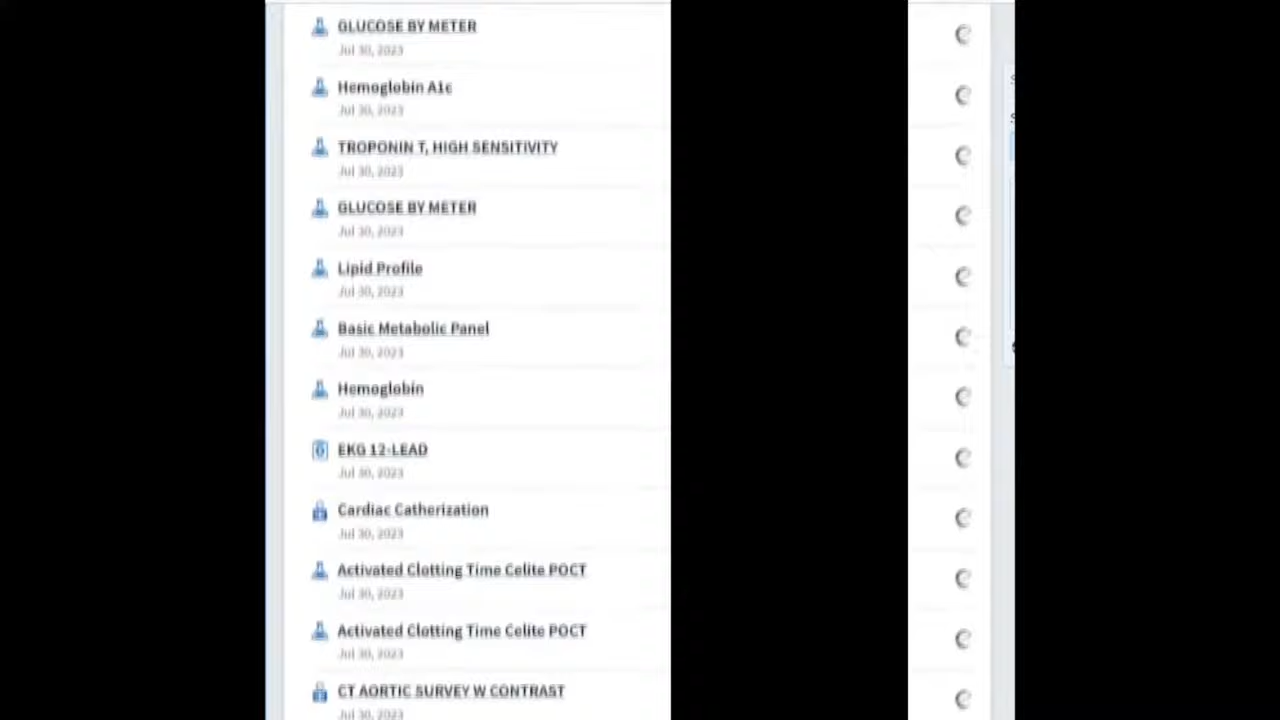 GLUCOSE BY METER
Jul 30, 2023
Hemoglobin A1c
Jul 30, 2023
TROPONIN T, HIGH SENSITIVITY
Jul 30, 2023
GLUCOSE BY METER
Jul 30, 2023
Lipid Profile
Jul 30, 2023
Basic Metabolic Panel
Jul 30, 2023
Hemoglobin
Jul 30, 2023
EKG 12-LEAD
Jul 30, 2023
Cardiac Catherization
Jul 30, 2023
Activated Clotting Time Celite POCT
Jul 30, 2023
Activated Clotting Time Celite POCT
Jul 30, 2023
CT AORTIC SURVEY W CONTRAST
Jul 30, 2023